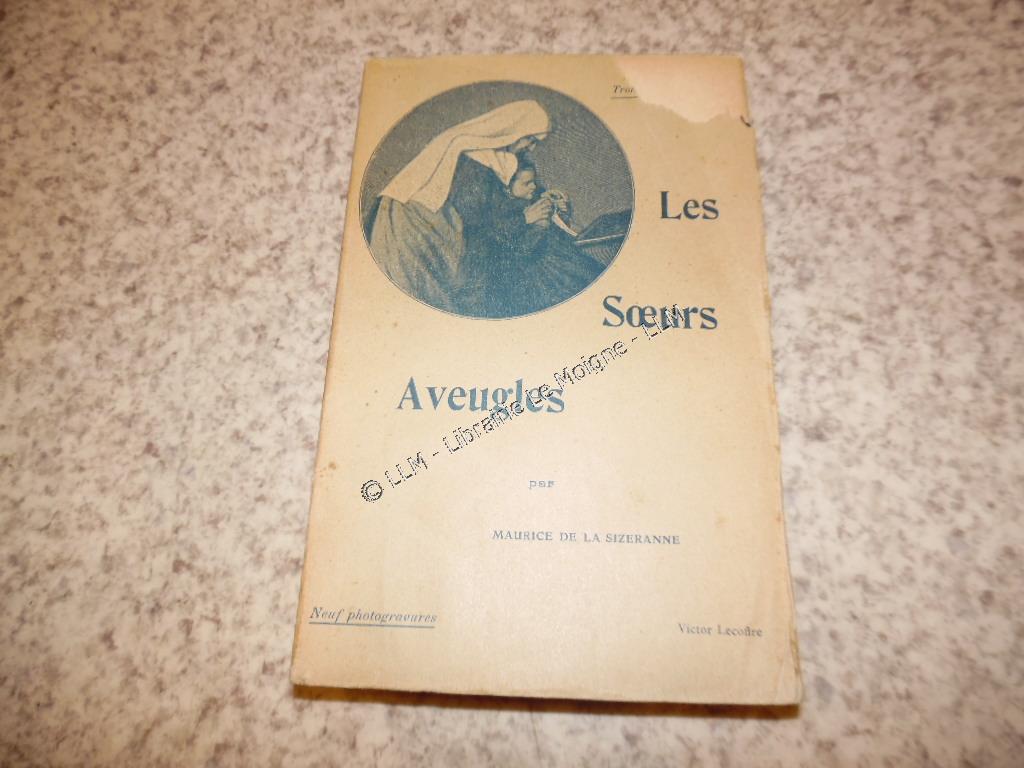 Les
Sœurs
Aveugles
par
MAURICE DE LA SIZERANNE
Neuf photogravures
Victor Lecoffre
© LLM - Librairie Le Moigne - LLM